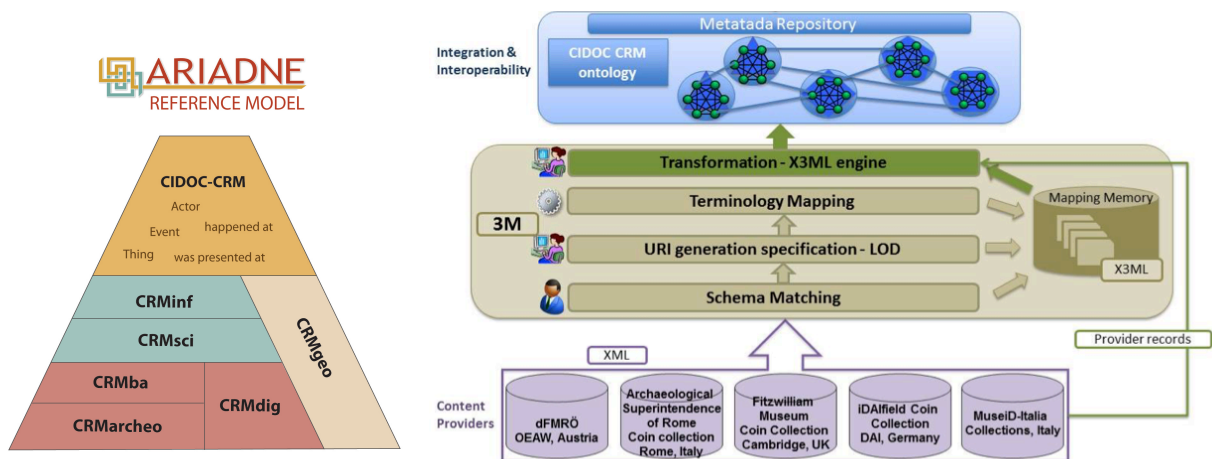 ARIADNE
REFERENCE MODEL
CIDOC-CRM
Actor
happened at
Event
Thing
was presented at
CRMinf
CRMsci
CRMgeo
CRMba
CRMdig
CRMarcheo
Metatada Repository
Integration &
Interoperability
CIDOC CRM
ontology
Transformation - X3ML engine
Terminology Mapping
Mapping Memory
3M
URI generation specification - LOD
X3ML
Schema Matching
Provider records
XML
Content
Providers
dFMRÖ
OEAW, Austria
Archaeological
Superintendence
of Rome
Coin collection
Rome, Italy
Fitzwilliam
Museum
Coin Collection
Cambridge, UK
iDAIfield Coin
Collection
DAI, Germany
MuseiD-Italia
Collections, Italy